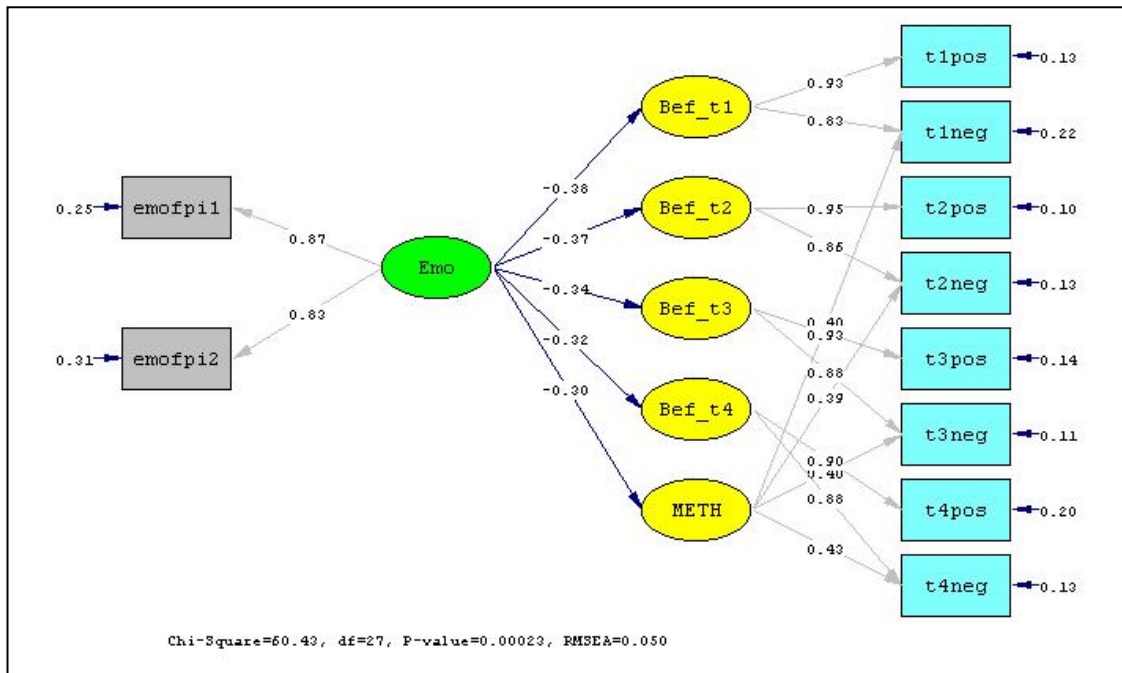 t1pos
0.13
0.93
Bef_t1
0.83
t1neg
0.22
-0.38
0.25
emofpi1
Bef_t2
0.95
t2pos
0.10
0.87
-0.37
0.86
Emo
t2neg
0.13
-0.34
0.83
Bef_t3
0.40
0.93
-0.32
0.31
emofpi2
t3pos
0.14
0.88
-0.30
0.39
Bef_t4
t3neg
0.11
0.90
0.40
0.88
METH
t4pos
0.20
0.43
t4neg
0.13
Chi-Square=60.43, df=27, P-value=0.00023, RMSEA=0.050